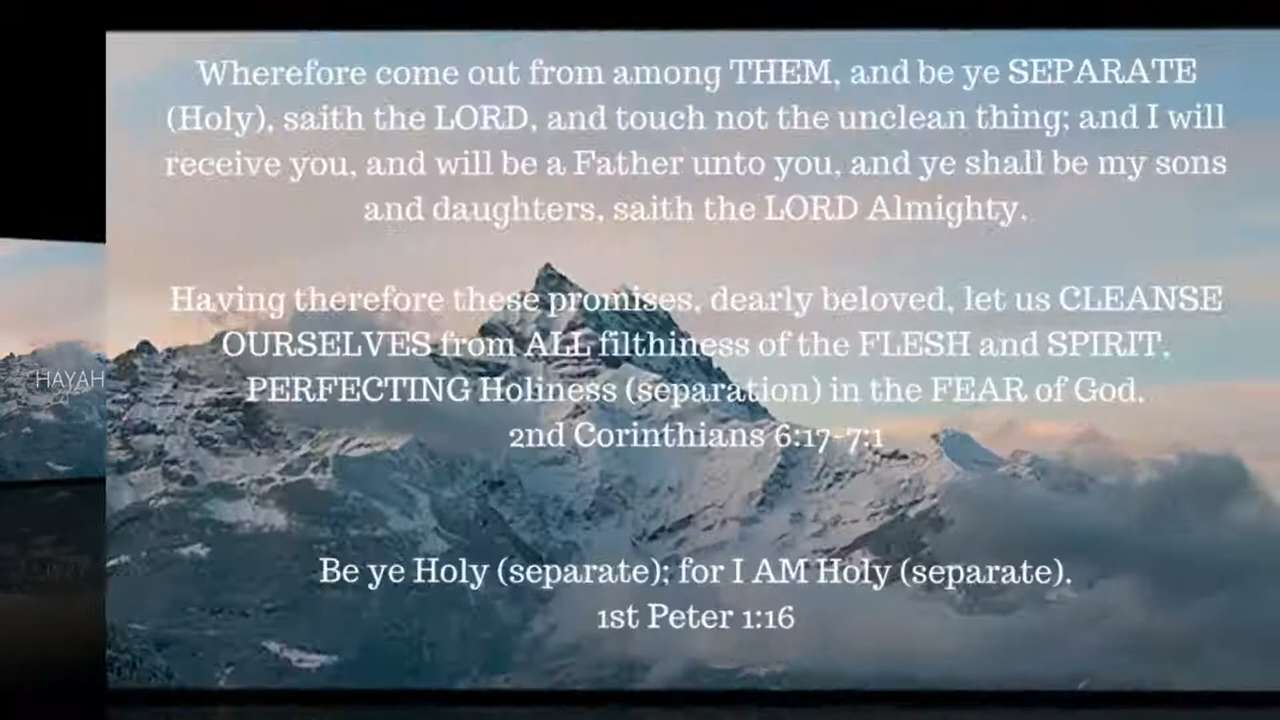 Wherefore come out from among THEM, and be ye SEPARATE
(Holy), saith the LORD, and touch not the unclean thing; and I will
receive you, and will be a Father unto you, and ye shall be my sons
and daughters, saith the LORD Almighty.
Having therefore these promises, dearly beloved, let us CLEANSE
OURSELVES from ALL filthiness of the FLESH and SPIRIT,
PERFECTING Holiness (separation) in the FEAR of God.
2nd Corinthians 6:17-7:1
HAYAH
Be ye Holy (separate); for I AM Holy (separate).
1st Peter 1:16